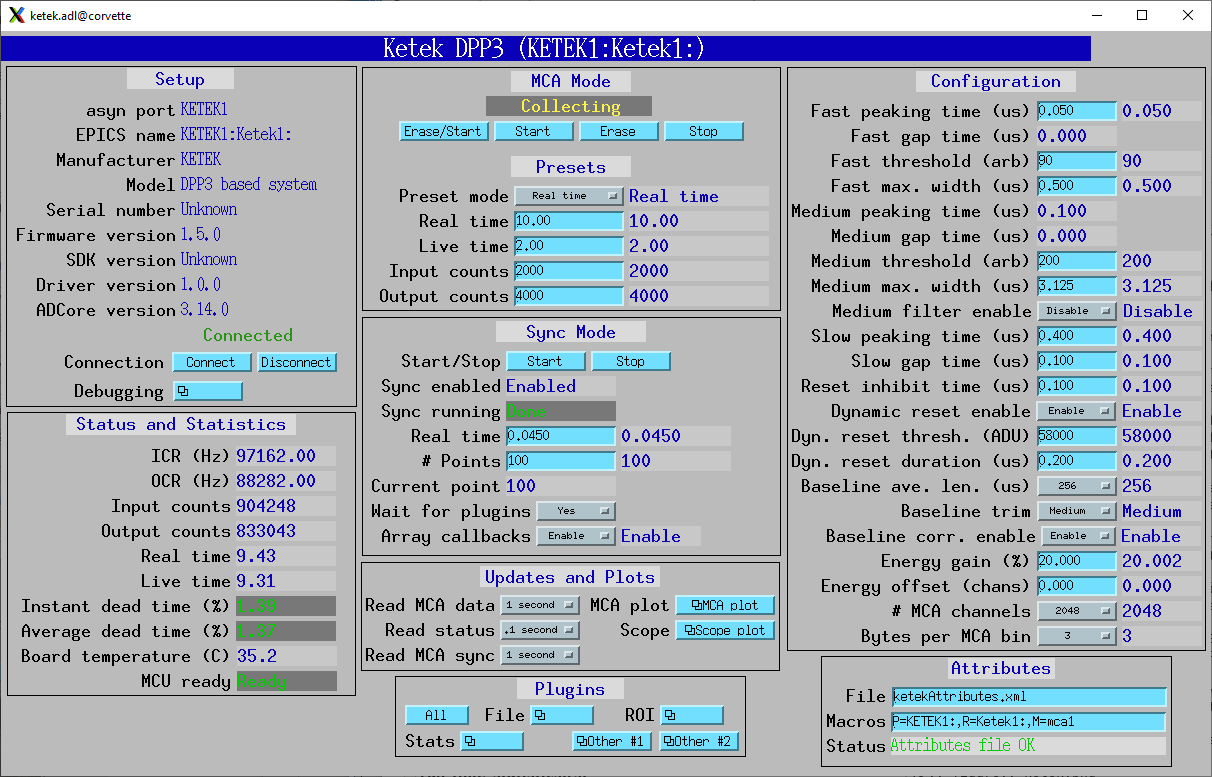 ketek.adl@corvette
Ketek DPP3 (KETEK1:Ketek1:)
Setup
asyn port KETEK1
EPICS name KETEK1:Ketek1:
Manufacturer KETEK
Model DPP3 based system
Serial number Unknown
Firmware version 1.5.0
SDK version Unknown
Driver version 1.0.0
ADCore version 3.14.0
Connected
Connection Connect Disconnect
Debugging
Status and Statistics
ICR (Hz) 97162.00
OCR (Hz) 88282.00
Input counts 904248
Output counts 833043
Real time 9.43
Live time 9.31
Instant dead time (%) 1.39
Average dead time (%) 1.37
Board temperature (C) 35.2
MCU ready Ready
MCA Mode
Collecting
Erase/Start Start Erase Stop
Presets
Preset mode Real time Real time
Real time 10.00 10.00
Live time 2.00 2.00
Input counts 2000 2000
Output counts 4000 4000
Sync Mode
Start/Stop Start Stop
Sync enabled Enabled
Sync running Done
Real time 0.0450 0.0450
# Points 100 100
Current point 100
Wait for plugins Yes
Array callbacks Enable Enable
Updates and Plots
Read MCA data 1 second MCA plot MCA plot
Read status .1 second Scope Scope plot
Read MCA sync 1 second
Plugins
All File ROI
Stats Other #1 Other #2
Configuration
Fast peaking time (us) 0.050 0.050
Fast gap time (us) 0.000
Fast threshold (arb) 90 90
Fast max. width (us) 0.500 0.500
Medium peaking time (us) 0.100
Medium gap time (us) 0.000
Medium threshold (arb) 200 200
Medium max. width (us) 3.125 3.125
Medium filter enable Disable Disable
Slow peaking time (us) 0.400 0.400
Slow gap time (us) 0.100 0.100
Reset inhibit time (us) 0.100 0.100
Dynamic reset enable Enable Enable
Dyn. reset thresh. (ADU) 58000 58000
Dyn. reset duration (us) 0.200 0.200
Baseline ave. len. (us) 256 256
Baseline trim Medium Medium
Baseline corr. enable Enable Enable
Energy gain (%) 20.000 20.002
Energy offset (chans) 0.000 0.000
# MCA channels 2048 2048
Bytes per MCA bin 3 3
Attributes
File ketekAttributes.xml
Macros P=KETEK1:,R=Ketek1:,M=mca1
Status Attributes file OK